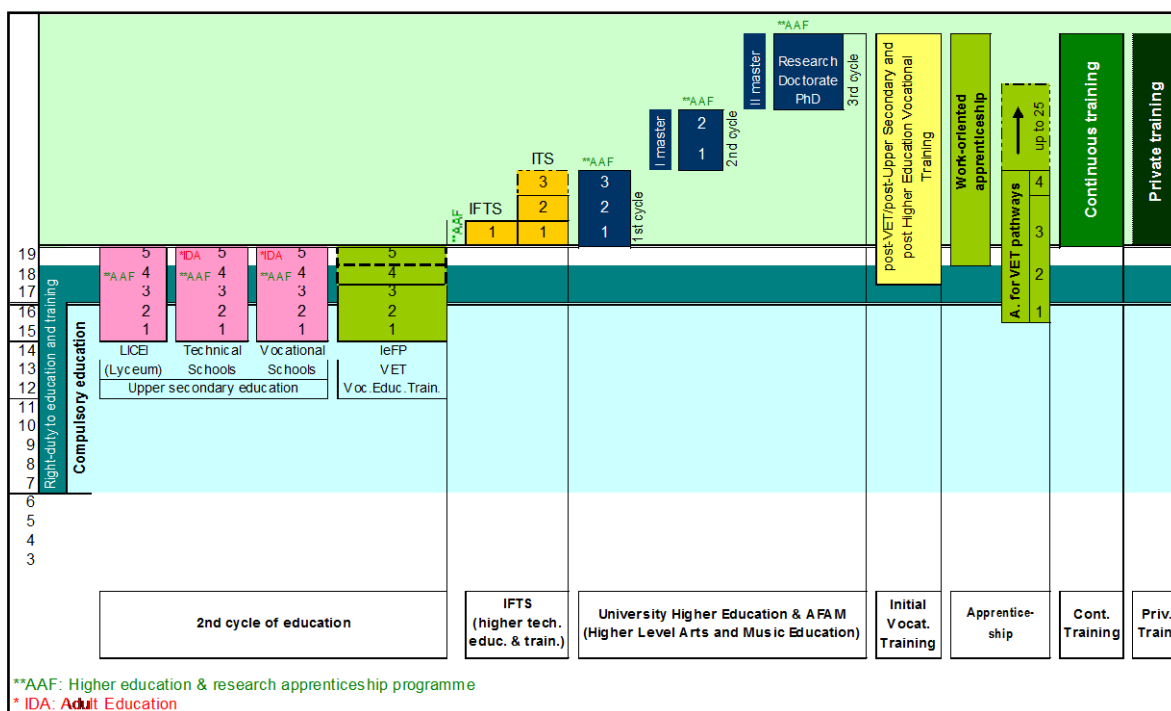 **AAF
II master
Research
Doctorate
PhD
3rd cycle
**AAF
I master
2
1
2nd cycle
post-VET/post-Upper Secondary and
post Higher Education Vocational
Training
Work-oriented
apprenticeship
up to 25
A. for VET pathways
4
3
2
1
Continuous training
Private training
ITS
3
2
1
**AAF
IFTS
1
**AAF
3
2
1
1st cycle
19
18
17
16
15
14
13
12
11
10
9
8
7
6
5
4
3
Right-duty to education and training
Compulsory education
5
**AAF 4
3
2
1
LICEI
(Lyceum)
*IDA 5
**AAF 4
3
2
1
Technical
Schools
*IDA 5
**AAF 4
3
2
1
Vocational
Schools
Upper secondary education
5
4
3
2
1
IeFP
VET
Voc.Educ.Train.
2nd cycle of education
IFTS
(higher tech.
educ. & train.)
University Higher Education & AFAM
(Higher Level Arts and Music Education)
Initial
Vocat.
Training
Apprentice-
ship
Cont.
Training
Priv.
Train
**AAF: Higher education & research apprenticeship programme
* IDA: Adult Education